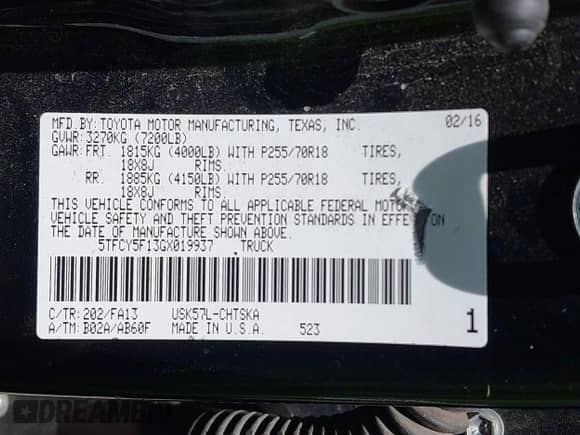 MFD BY: TOYOTA MOTOR MANUFACTURING, TEXAS, INC. 02/16
GVWR: 3270KG (7200LB)
GAWR: FRT. 1815KG (4000LB) WITH P255/70R18 TIRES,
18X8J RIMS.
RR. 1885KG (4150LB) WITH P255/70R18 TIRES,
18X8J RIMS.
THIS VEHICLE CONFORMS TO ALL APPLICABLE FEDERAL MOTOR
VEHICLE SAFETY AND THEFT PREVENTION STANDARDS IN EFFE ON
THE DATE OF MANUFACTURE SHOWN ABOVE.
5TFCY5F13GX019937 TRUCK
C/TR: 202/FA13 USK57L-CHTSKA
A/TM: B02A/AB60F MADE IN U.S.A. 523 1